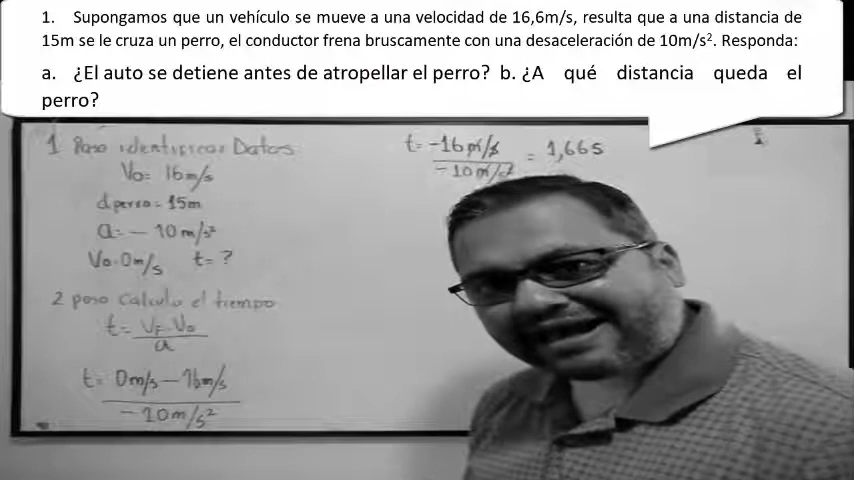 1. Supongamos que un vehículo se mueve a una velocidad de 16,6m/s, resulta que a una distancia de
15m se le cruza un perro, el conductor frena bruscamente con una desaceleración de 10m/s². Responda:
a. ¿El auto se detiene antes de atropellar el perro? b. ¿A qué distancia queda el
perro?
1 Paso identificar Datos
Vo= 16m/s
d perro = 15m
a = - 10 m/s²
Vo. 0m/s t= ?
2 paso Calculo el tiempo
t= VF - Vo
a
t= 0m/s - 16m/s
-10m/s²
t= -16 m/s = 1,66s
-10 m/s²